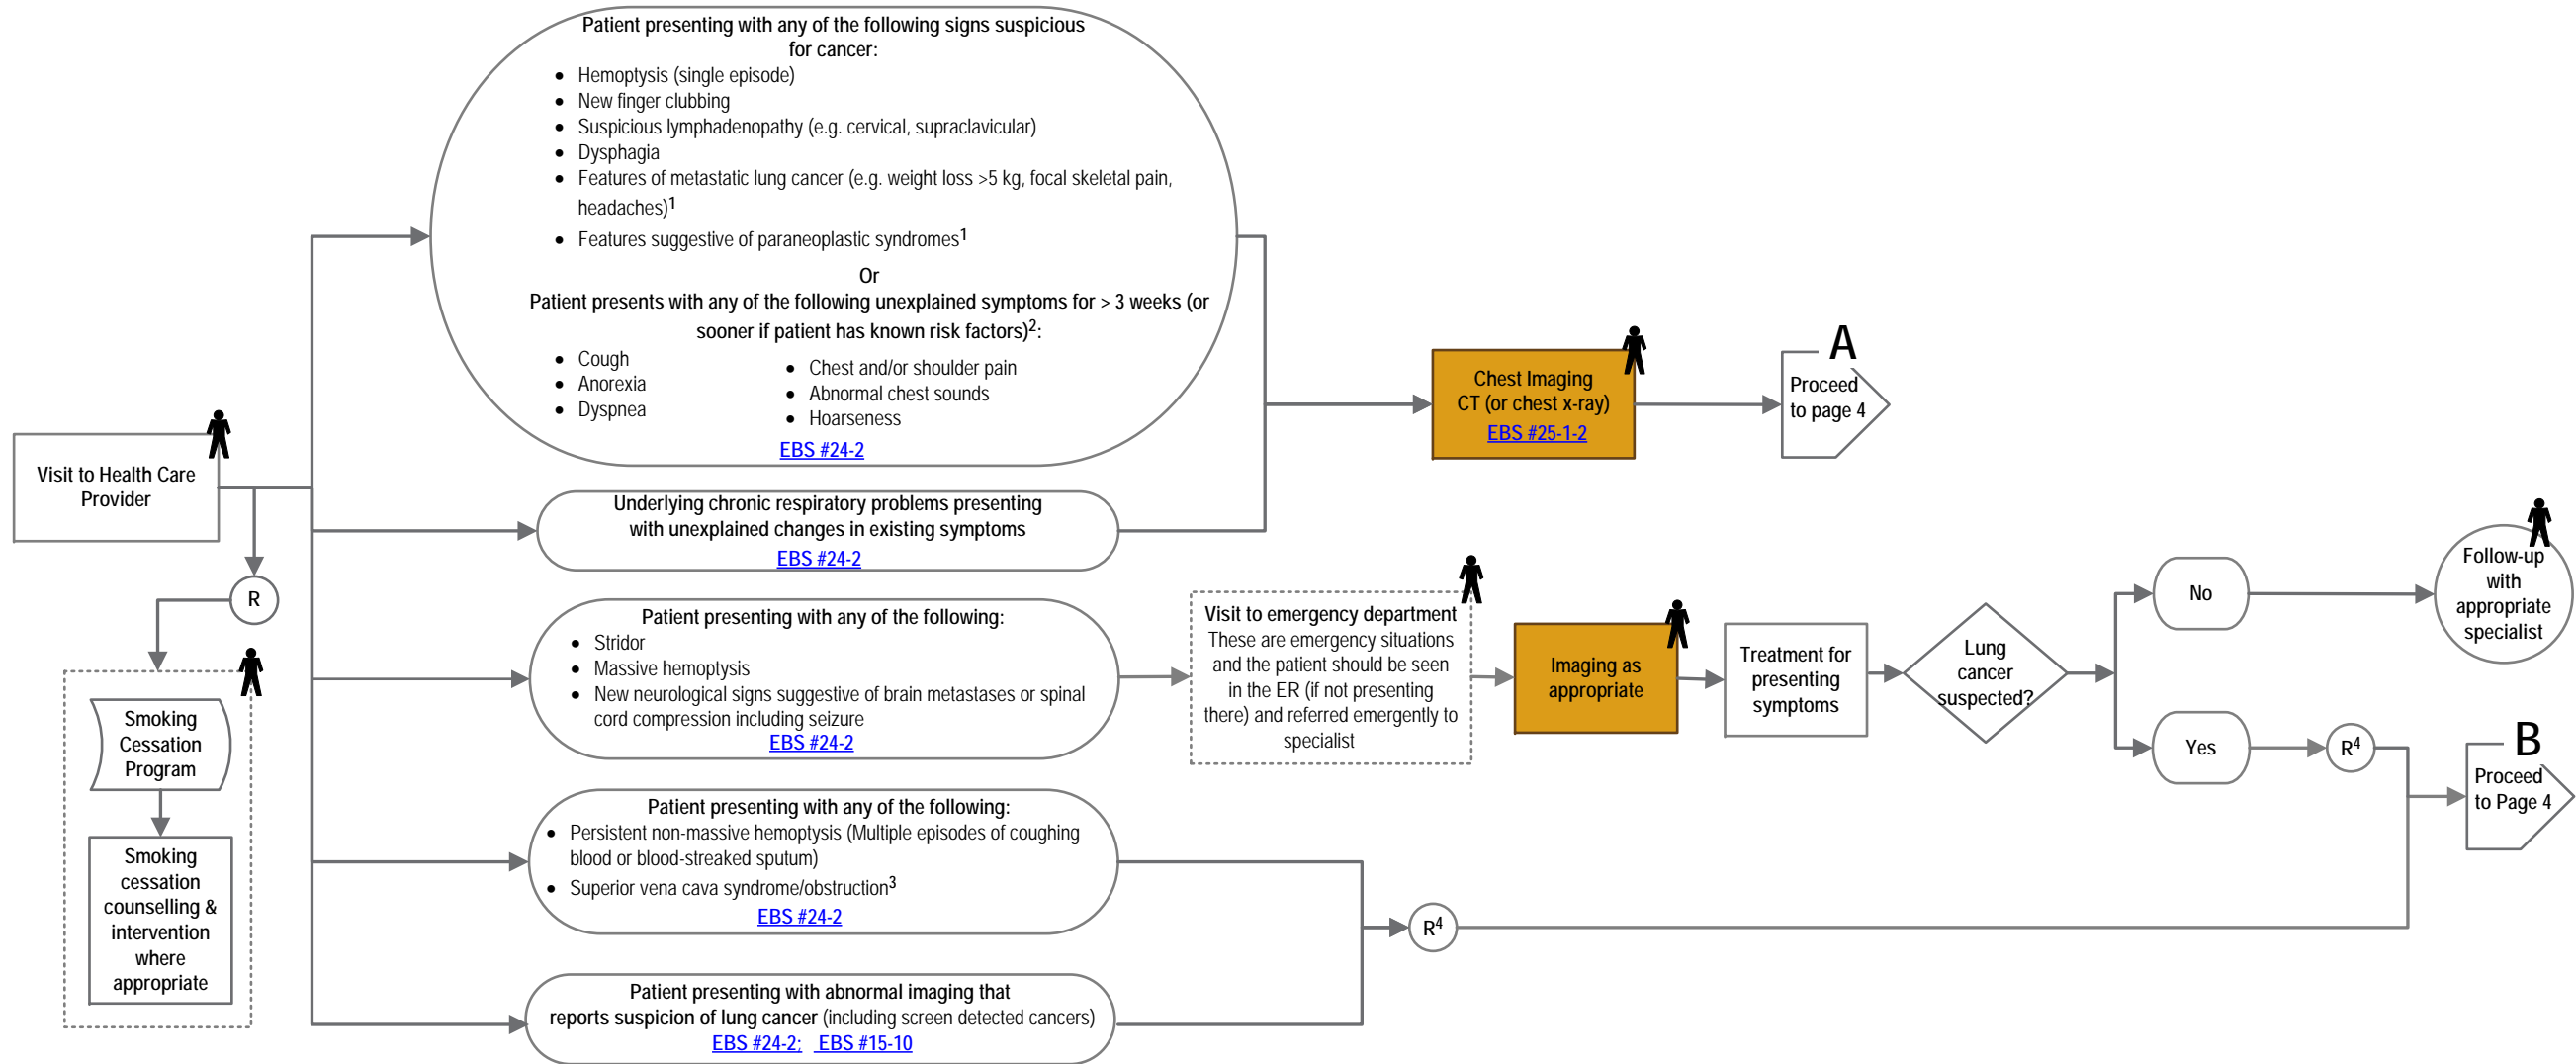 Visit to Health Care
Provider
R
Smoking
Cessation
Program
Smoking
cessation
counselling &
intervention
where
appropriate
Patient presenting with any of the following signs suspicious
for cancer:
• Hemoptysis (single episode)
• New finger clubbing
• Suspicious lymphadenopathy (e.g. cervical, supraclavicular)
• Dysphagia
• Features of metastatic lung cancer (e.g. weight loss >5 kg, focal skeletal pain,
headaches)1
• Features suggestive of paraneoplastic syndromes1
Or
Patient presents with any of the following unexplained symptoms for > 3 weeks (or
sooner if patient has known risk factors)2:
• Cough
• Anorexia
• Dyspnea
• Chest and/or shoulder pain
• Abnormal chest sounds
• Hoarseness
EBS #24-2
Underlying chronic respiratory problems presenting
with unexplained changes in existing symptoms
EBS #24-2
Chest Imaging
CT (or chest x-ray)
EBS #25-1-2
A
Proceed
to page 4
Patient presenting with any of the following:
• Stridor
• Massive hemoptysis
• New neurological signs suggestive of brain metastases or spinal
cord compression including seizure
EBS #24-2
Visit to emergency department
These are emergency situations
and the patient should be seen
in the ER (if not presenting
there) and referred emergently to
specialist
Imaging as
appropriate
Treatment for
presenting
symptoms
Lung
cancer
suspected?
No
Follow-up
with
appropriate
specialist
Yes
R4
B
Proceed
to Page 4
Patient presenting with any of the following:
• Persistent non-massive hemoptysis (Multiple episodes of coughing
blood or blood-streaked sputum)
• Superior vena cava syndrome/obstruction3
EBS #24-2
R4
Patient presenting with abnormal imaging that
reports suspicion of lung cancer (including screen detected cancers)
EBS #24-2; EBS #15-10